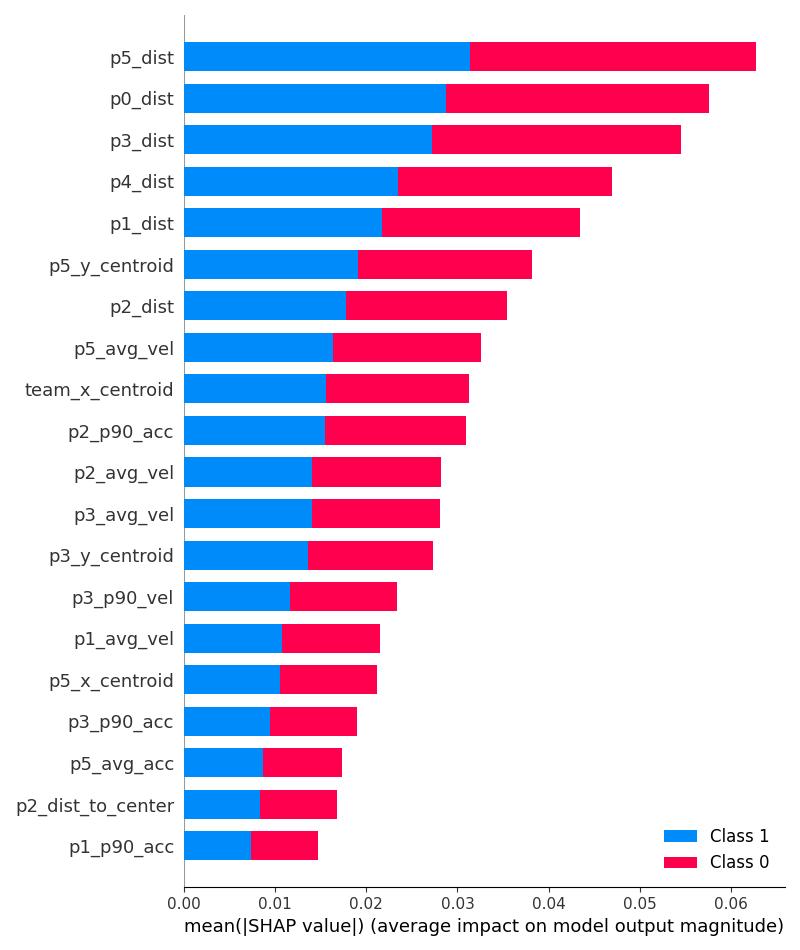 p5_dist
p0_dist
p3_dist
p4_dist
p1_dist
p5_y_centroid
p2_dist
p5_avg_vel
team_x_centroid
p2_p90_acc
p2_avg_vel
p3_avg_vel
p3_y_centroid
p3_p90_vel
p1_avg_vel
p5_x_centroid
p3_p90_acc
p5_avg_acc
p2_dist_to_center
p1_p90_acc
Class 1
Class 0
0.00 0.01 0.02 0.03 0.04 0.05 0.06
mean(|SHAP value|) (average impact on model output magnitude)